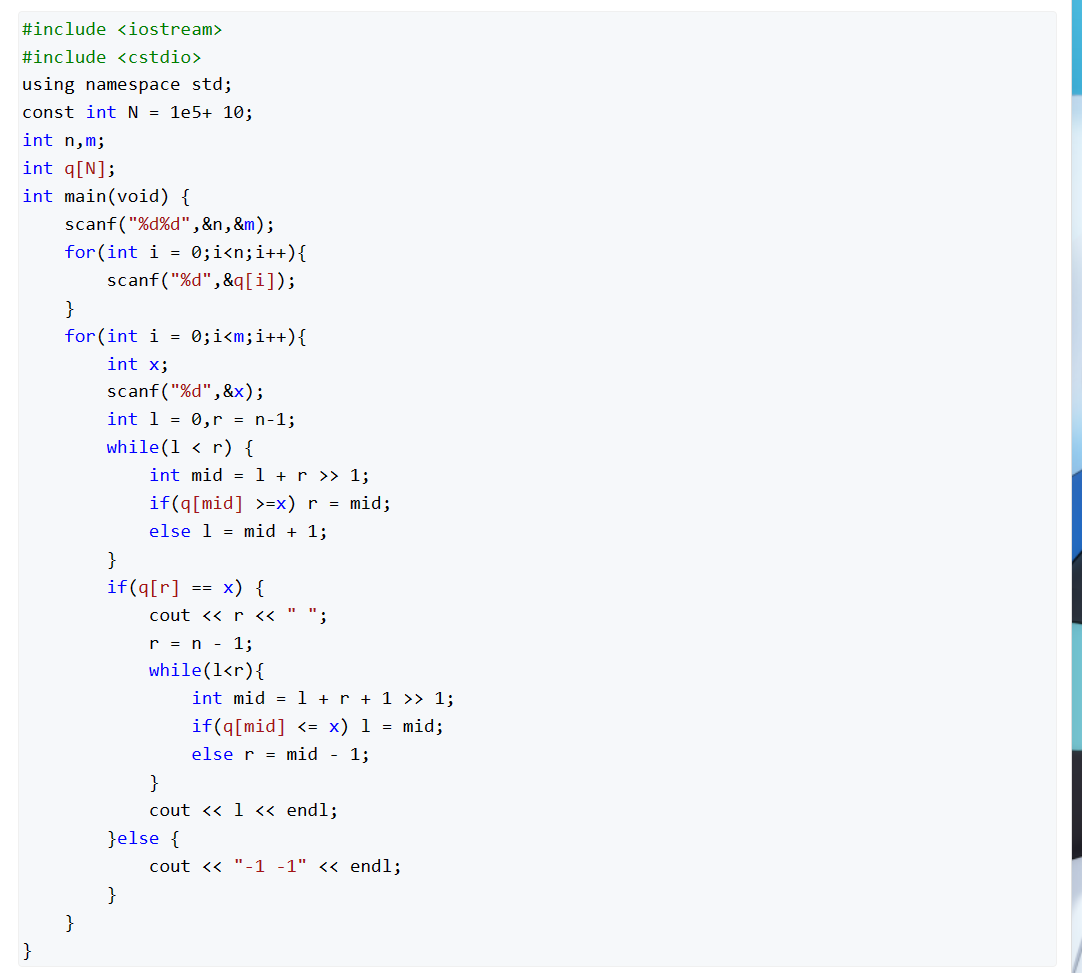 #include <iostream>
#include <cstdio>
using namespace std;
const int N = 1e5+ 10;
int n,m;
int q[N];
int main(void) {
    scanf("%d%d",&n,&m);
    for(int i = 0;i<n;i++){
        scanf("%d",&q[i]);
    }
    for(int i = 0;i<m;i++){
        int x;
        scanf("%d",&x);
        int l = 0,r = n-1;
        while(l < r) {
            int mid = l + r >> 1;
            if(q[mid] >=x) r = mid;
            else l = mid + 1;
        }
        if(q[r] == x) {
            cout << r << " ";
            r = n - 1;
            while(l<r){
                int mid = l + r + 1 >> 1;
                if(q[mid] <= x) l = mid;
                else r = mid - 1;
            }
            cout << l << endl;
        }else {
            cout << "-1 -1" << endl;
        }
    }
}